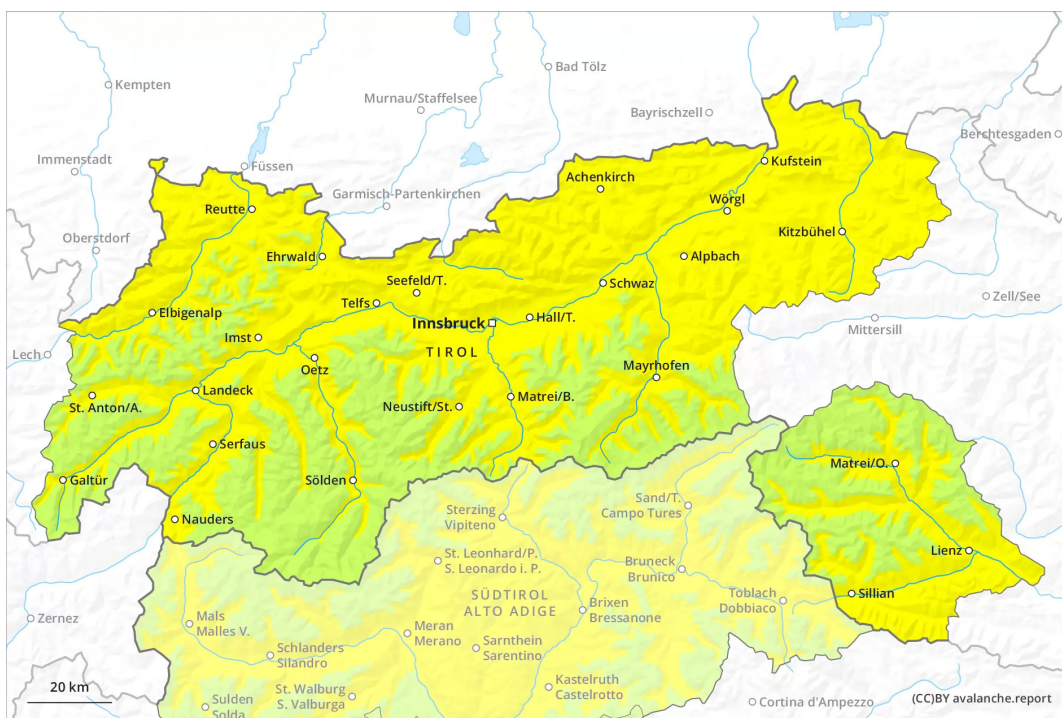 Kempten
Bad Tölz
Murnau/Staffelsee
Bayrischzell
Berchtesgaden
Immenstadt
Füssen
Kufstein
Garmisch-Partenkirchen
Achenkirch
Reutte
Wörgl
Oberstdorf
Kitzbühel
Ehrwald
Alpbach
Seefeld/T.
Schwaz
Telfs
Zell/See
Elbigenalp
Innsbruck
Hall/T.
Mittersill
Imst
TIROL
Lech
Oetz
Mayrhofen
Landeck
St. Anton/A.
Neustift/St.
Matrei/B.
Serfaus
Matrei/O.
Galtür
Sölden
Sand/T.
Campo Tures
Nauders
Sterzing
Vipiteno
Lienz
St. Leonhard/P.
S. Leonardo i. P.
Bruneck
Brunico
SÜDTIROL
ALTO ADIGE
Sillian
Toblach
Dobbiaco
Brixen
Bressanone
Zernez
Mals
Malles V.
Meran
Merano
Sarnthein
Sarentino
Schlanders
Silandro
Kastelruth
Castelrotto
20 km
St. Walburg
S. Valburga
Sulden
Solda
Cortina d'Ampezzo
(CC)BY avalanche.report